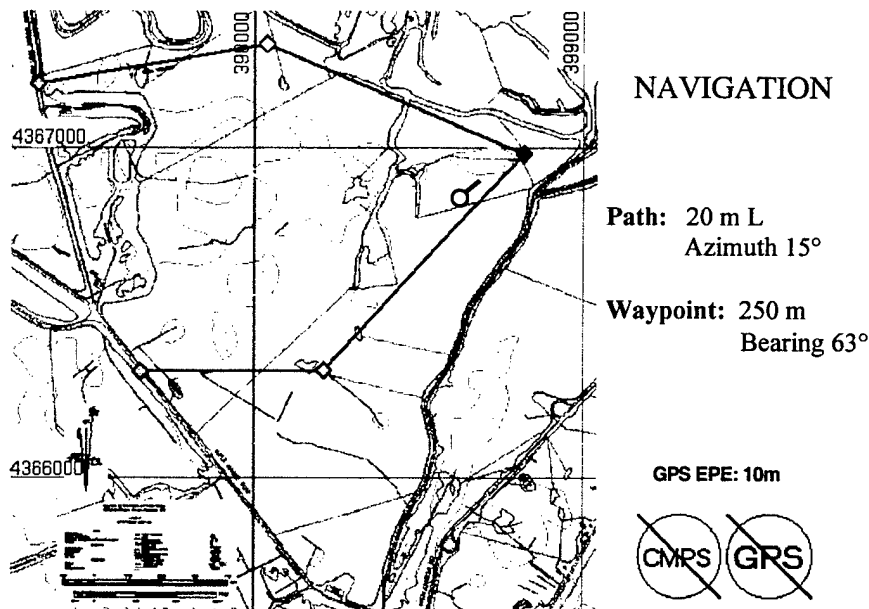 398000
399000
NAVIGATION
4367000
Path: 20 m L
Azimuth 15°
Waypoint: 250 m
Bearing 63°
4366000
GPS EPE: 10m
CMPS
GPS